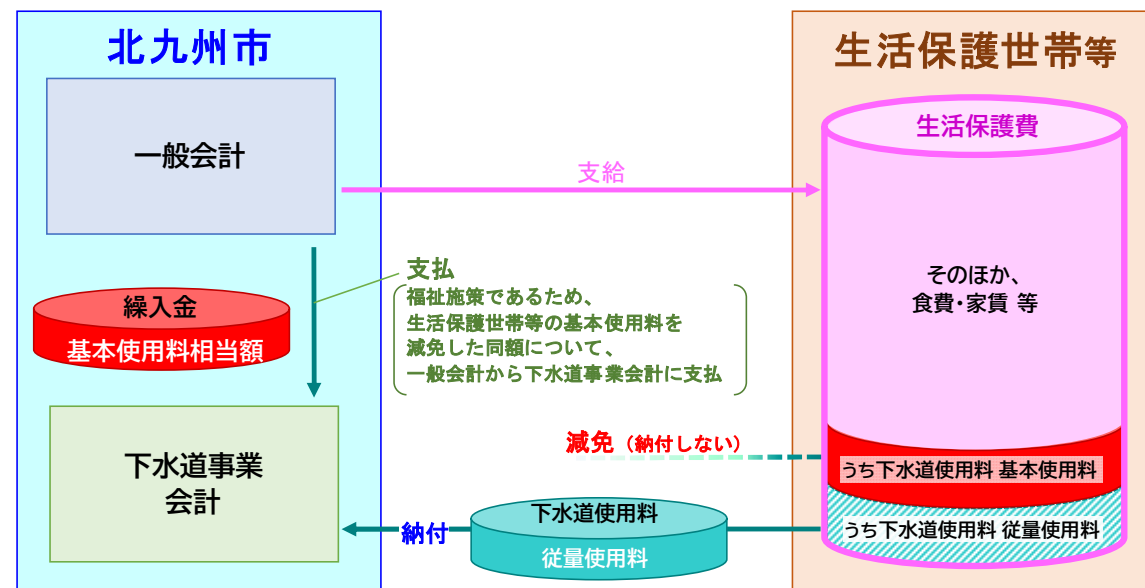 北九州市
一般会計
繰入金
基本使用料相当額
下水道事業
会計
支給
支払
福祉施策であるため、
生活保護世帯等の基本使用料を
減免した同額について、
一般会計から下水道事業会計に支払
減免（納付しない）
納付
下水道使用料
従量使用料
生活保護世帯等
生活保護費
そのほか、
食費・家賃 等
うち下水道使用料 基本使用料
うち下水道使用料 従量使用料